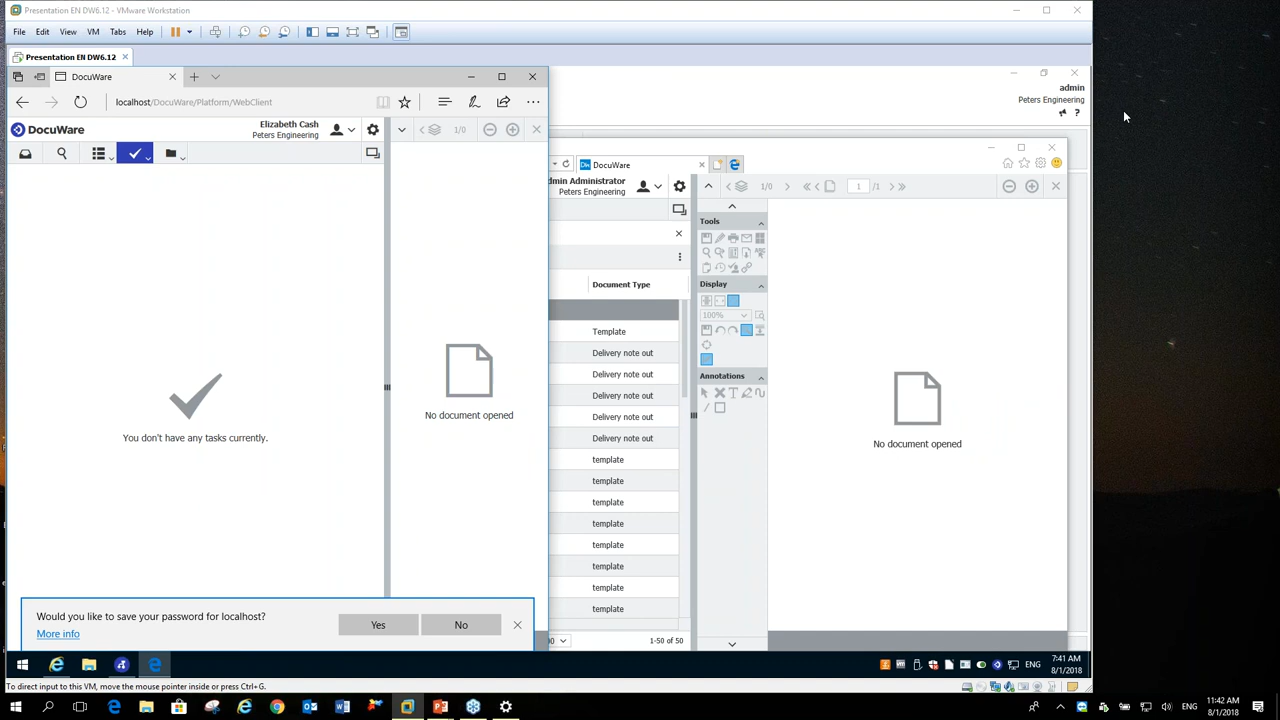 Presentation EN DW6.12 - VMware Workstation
File Edit View VM Tabs Help
Presentation EN DW6.12
DocuWare
localhost/DocuWare/Platform/WebClient
DocuWare
Elizabeth Cash
Peters Engineering
1/0
You don't have any tasks currently.
No document opened
Would you like to save your password for localhost?
More info
Yes
No
admin
Peters Engineering
?
DocuWare
dmin Administrator
Peters Engineering
1/0
1
/1
Document Type
Template
Delivery note out
Delivery note out
Delivery note out
Delivery note out
Delivery note out
template
template
template
template
template
template
template
template
1-50 of 50
Tools
Display
100%
Annotations
No document opened
ENG
7:41 AM
8/1/2018
To direct input to this VM, move the mouse pointer inside or press Ctrl+G.
ENG
11:42 AM
8/1/2018